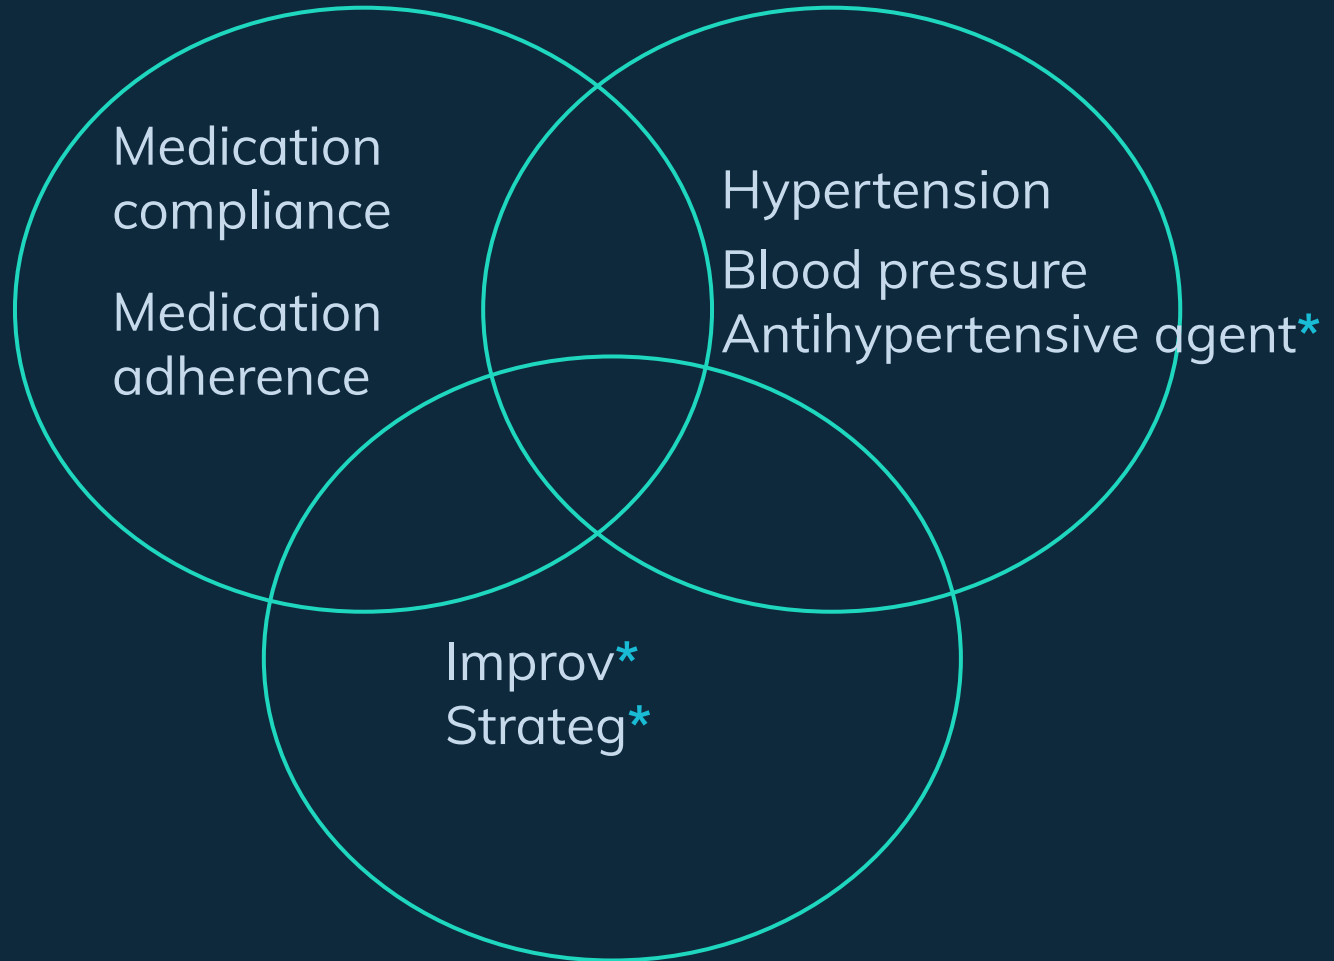 Medication
compliance
Medication
adherence
Hypertension
Blood pressure
Antihypertensive agent*
Improv*
Strateg*